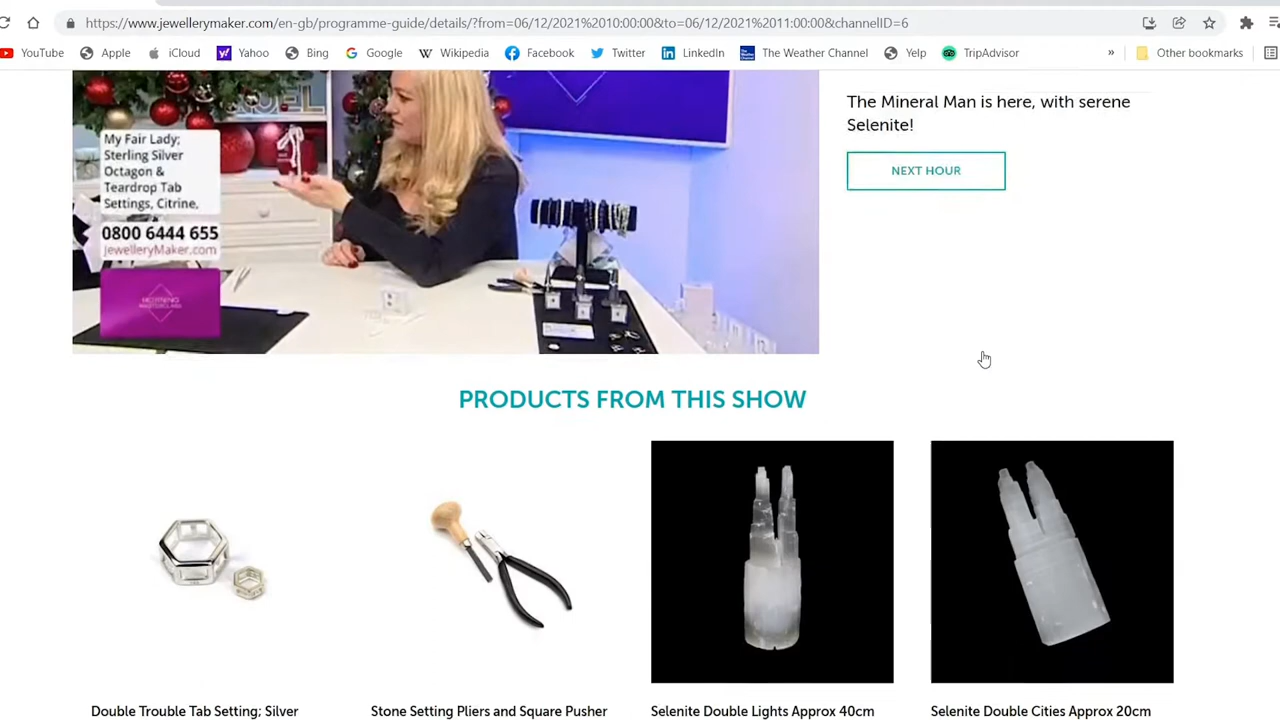 https://www.jewellerymaker.com/en-gb/programme-guide/details/?from=06/12/2021%2010:00:00&to=06/12/2021%2011:00:00&channelID=6
YouTube Apple iCloud Yahoo Bing Google Wikipedia Facebook Twitter LinkedIn The Weather Channel Yelp TripAdvisor » Other bookmarks
The Mineral Man is here, with serene
Selenite!
NEXT HOUR
My Fair Lady;
Sterling Silver
Octagon &
Teardrop Tab
Settings, Citrine,
0800 6444 655
JewelleryMaker.com
MORNING
MASTERCLASS
PRODUCTS FROM THIS SHOW
Double Trouble Tab Setting; Silver
Stone Setting Pliers and Square Pusher
Selenite Double Lights Approx 40cm
Selenite Double Cities Approx 20cm